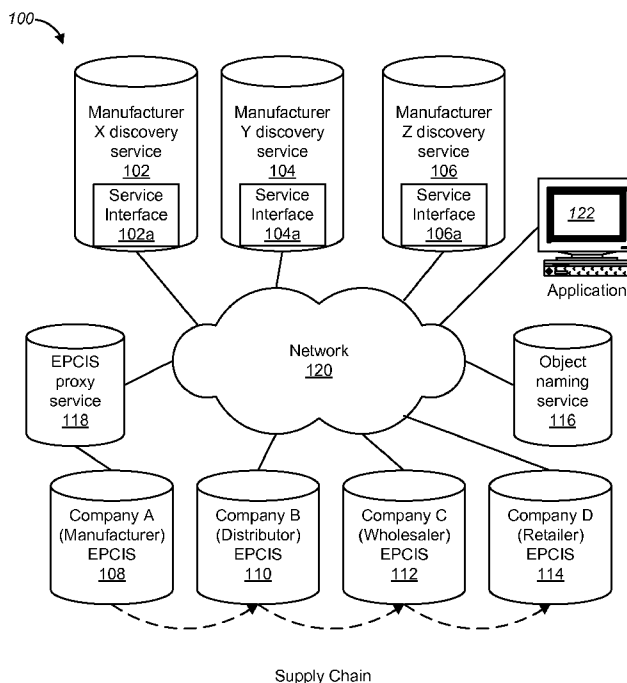 100
Manufacturer
X discovery
service
102
Service
Interface
102a
Manufacturer
Y discovery
service
104
Service
Interface
104a
Manufacturer
Z discovery
service
106
Service
Interface
106a
122
Application
EPCIS
proxy
service
118
Network
120
Object
naming
service
116
Company A
(Manufacturer)
EPCIS
108
Company B
(Distributor)
EPCIS
110
Company C
(Wholesaler)
EPCIS
112
Company D
(Retailer)
EPCIS
114
Supply Chain